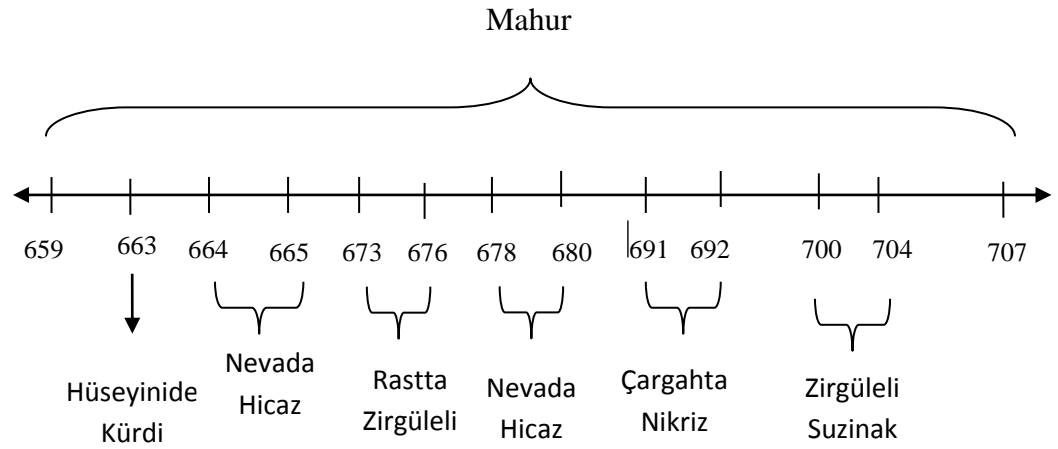 Mahur
659 663 664 665 673 676 678 680 691 692 700 704 707
Hüseyinide
Kürdi
Nevada
Hicaz
Rastta
Zirgüleli
Nevada
Hicaz
Çargahta
Nikriz
Zirgüleli
Suzinak